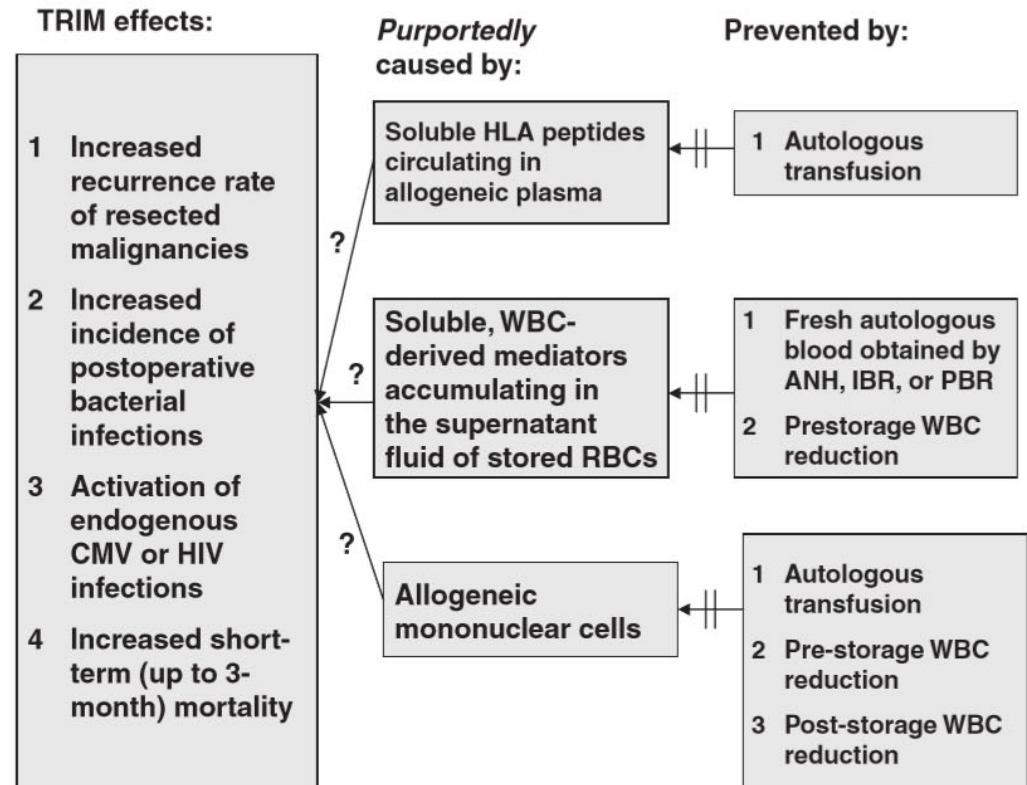 TRIM effects:
Purportedly
caused by:
Prevented by:
1 Increased
recurrence rate
of resected
malignancies
2 Increased
incidence of
postoperative
bacterial
infections
3 Activation of
endogenous
CMV or HIV
infections
4 Increased short-
term (up to 3-
month) mortality
?
?
?
Soluble HLA peptides
circulating in
allogeneic plasma
Soluble, WBC-
derived mediators
accumulating in
the supernatant
fluid of stored RBCs
Allogeneic
mononuclear cells
1 Autologous
transfusion
1 Fresh autologous
blood obtained by
ANH, IBR, or PBR
2 Prestorage WBC
reduction
1 Autologous
transfusion
2 Pre-storage WBC
reduction
3 Post-storage WBC
reduction